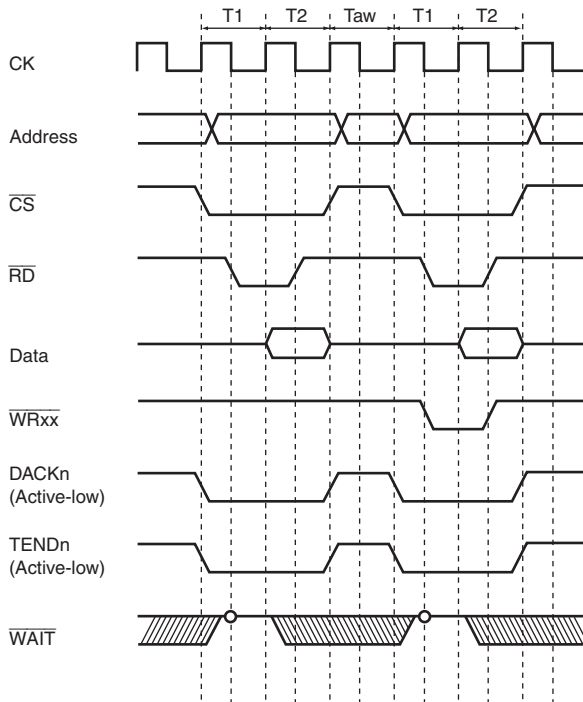 T1 T2 Taw T1 T2
CK
Address
CS
RD
Data
WRxx
DACKn
(Active-low)
TENDn
(Active-low)
WAIT